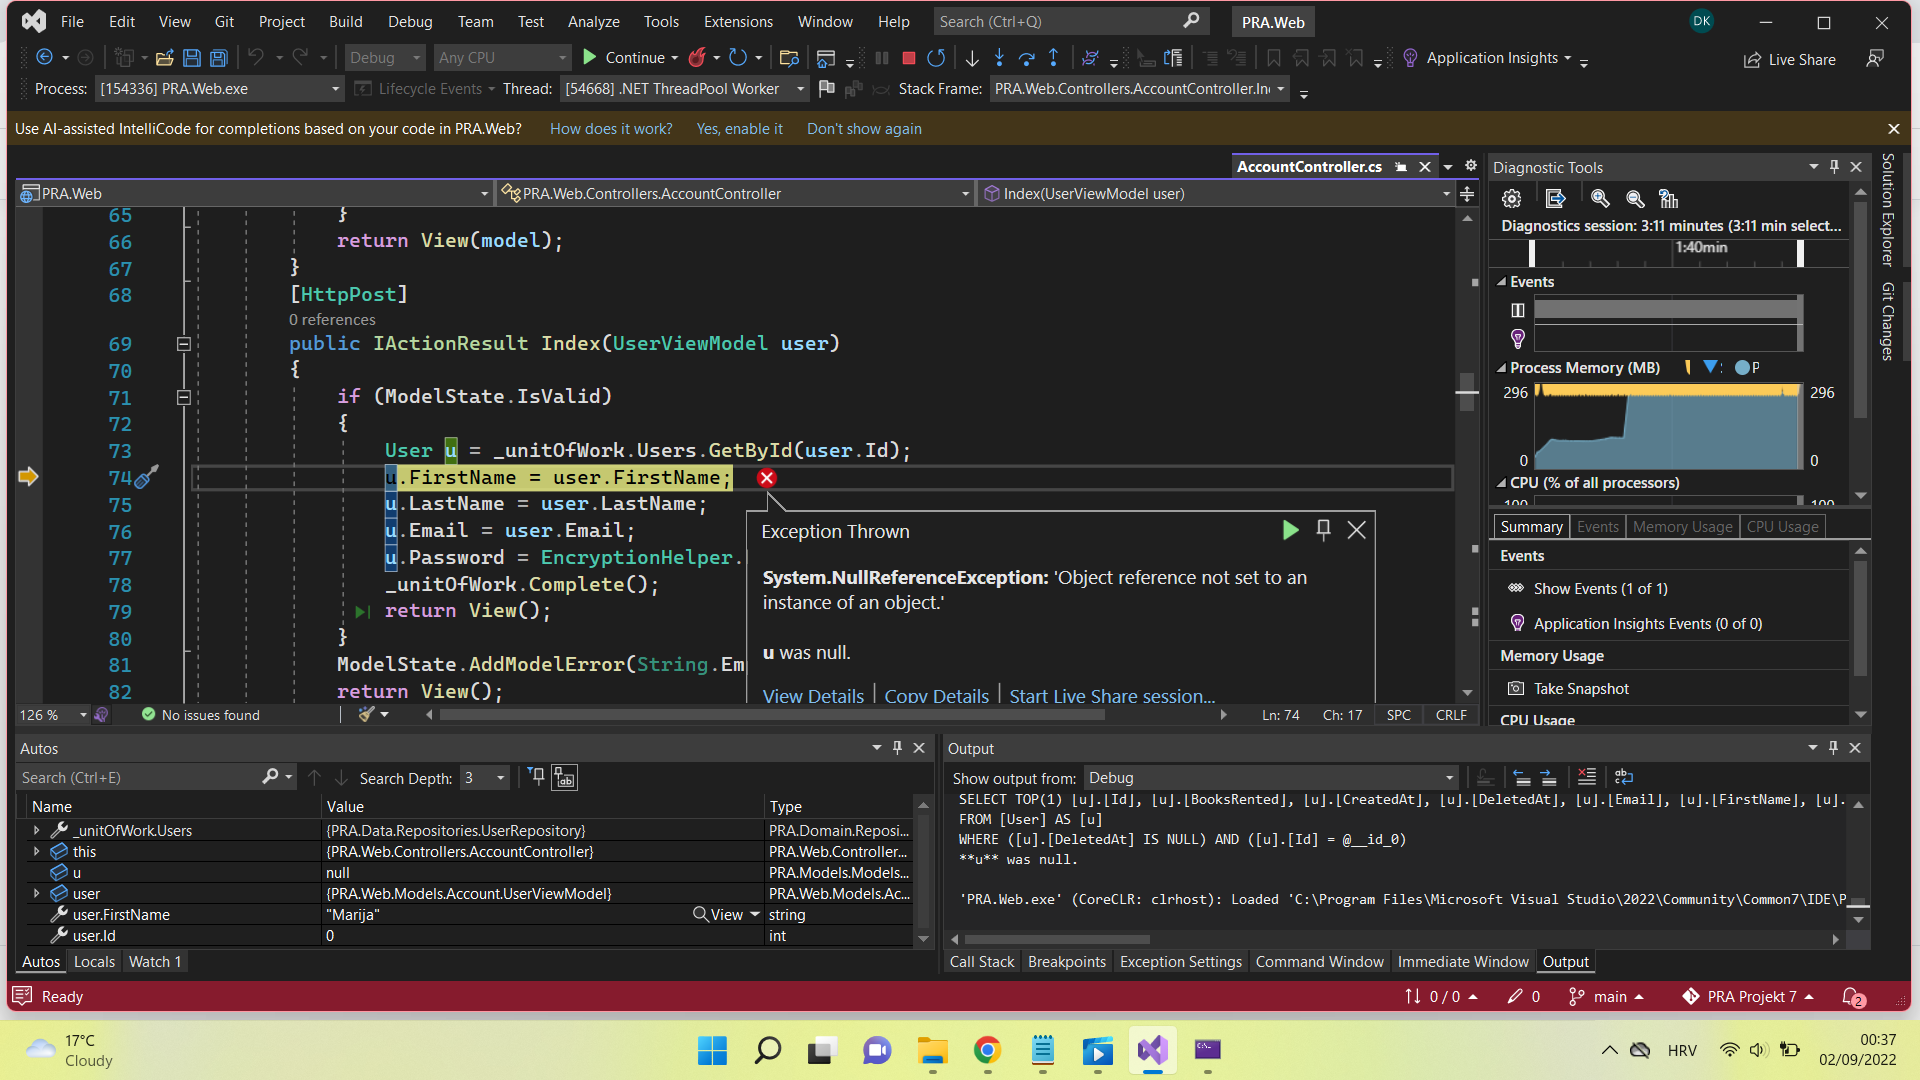 File Edit View Git Project Build Debug Team Test Analyze Tools Extensions Window Help Search (Ctrl+Q) PRA.Web DK
Debug Any CPU Continue Application Insights Live Share
Process: [154336] PRA.Web.exe Lifecycle Events Thread: [54668] .NET ThreadPool Worker Stack Frame: PRA.Web.Controllers.AccountController.In
Use AI-assisted IntelliCode for completions based on your code in PRA.Web? How does it work? Yes, enable it Don't show again
AccountController.cs
PRA.Web PRA.Web.Controllers.AccountController Index(UserViewModel user)
65 }
66 return View(model);
67 }
68 [HttpPost]
0 references
69 public IActionResult Index(UserViewModel user)
70 {
71 if (ModelState.IsValid)
72 {
73 User u = _unitOfWork.Users.GetById(user.Id);
74 u.FirstName = user.FirstName;
75 u.LastName = user.LastName;
76 u.Email = user.Email;
77 u.Password = EncryptionHelper.
78 _unitOfWork.Complete();
79 return View();
80 }
81 ModelState.AddModelError(String.Em
82 return View();
Exception Thrown
System.NullReferenceException: 'Object reference not set to an
instance of an object.'
u was null.
View Details Copy Details Start Live Share session...
126 % No issues found Ln: 74 Ch: 17 SPC CRLF
Diagnostic Tools
Diagnostics session: 3:11 minutes (3:11 min select...
1:40min
Events
Process Memory (MB) P
296 296
0 0
CPU (% of all processors)
100 100
Summary Events Memory Usage CPU Usage
Events
Show Events (1 of 1)
Application Insights Events (0 of 0)
Memory Usage
Take Snapshot
CPU Usage
Solution Explorer
Git Changes
Autos
Search (Ctrl+E) Search Depth: 3
Name Value Type
_unitOfWork.Users {PRA.Data.Repositories.UserRepository} PRA.Domain.Reposi...
this {PRA.Web.Controllers.AccountController} PRA.Web.Controller...
u null PRA.Models.Models...
user {PRA.Web.Models.Account.UserViewModel} PRA.Web.Models.Ac...
user.FirstName "Marija" View string
user.Id 0 int
Autos Locals Watch 1
Output
Show output from: Debug
SELECT TOP(1) [u].[Id], [u].[BooksRented], [u].[CreatedAt], [u].[DeletedAt], [u].[Email], [u].[FirstName], [u].
FROM [User] AS [u]
WHERE ([u].[DeletedAt] IS NULL) AND ([u].[Id] = @__id_0)
**u** was null.
'PRA.Web.exe' (CoreCLR: clrhost): Loaded 'C:\Program Files\Microsoft Visual Studio\2022\Community\Common7\IDE\P
Call Stack Breakpoints Exception Settings Command Window Immediate Window Output
Ready 0 / 0 0 main PRA Projekt 7 2
17°C
Cloudy
HRV
00:37
02/09/2022